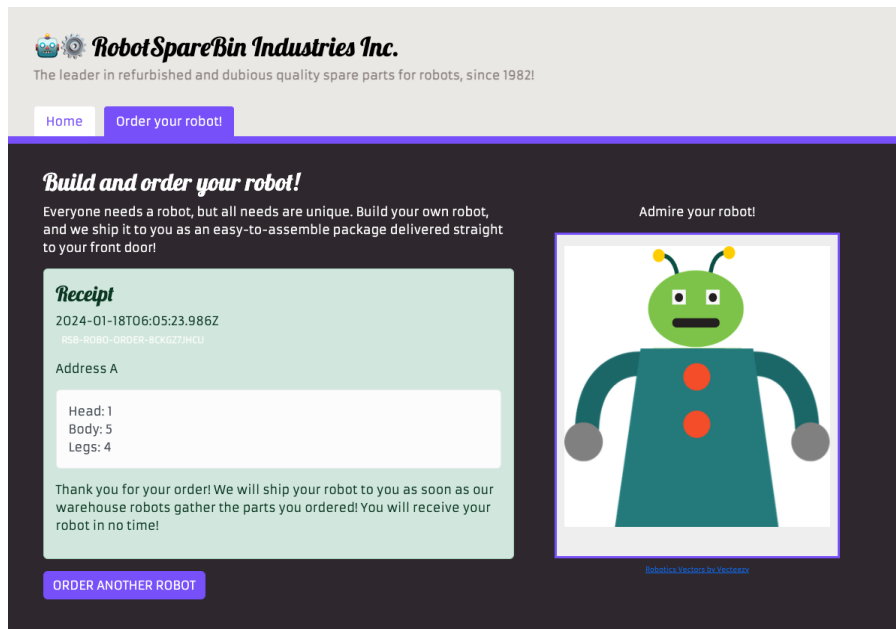 RobotSpareBin Industries Inc.
The leader in refurbished and dubious quality spare parts for robots, since 1982!
Home
Order your robot!
Build and order your robot!
Everyone needs a robot, but all needs are unique. Build your own robot,
and we ship it to you as an easy-to-assemble package delivered straight
to your front door!
Receipt
2024-01-18T06:05:23.986Z
RSB-ROBO-ORDER-8CKGZ7JHCU
Address A
Head: 1
Body: 5
Legs: 4
Thank you for your order! We will ship your robot to you as soon as our
warehouse robots gather the parts you ordered! You will receive your
robot in no time!
ORDER ANOTHER ROBOT
Admire your robot!
Robotics Vectors by Vecteezy